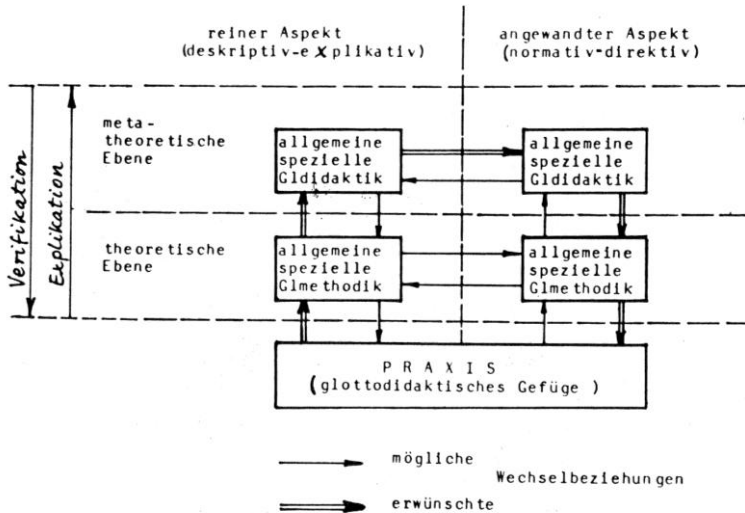 reiner Aspekt
(deskriptiv-explikativ)
angewandter Aspekt
(normativ-direktiv)
Verifikation
Explikation
meta-
theoretische
Ebene
allgemeine
spezielle
Gldidaktik
allgemeine
spezielle
Gldidaktik
theoretische
Ebene
allgemeine
spezielle
Glmethodik
allgemeine
spezielle
Glmethodik
PRAXIS
(glottodidaktisches Gefüge)
mögliche
Wechselbeziehungen
erwünschte